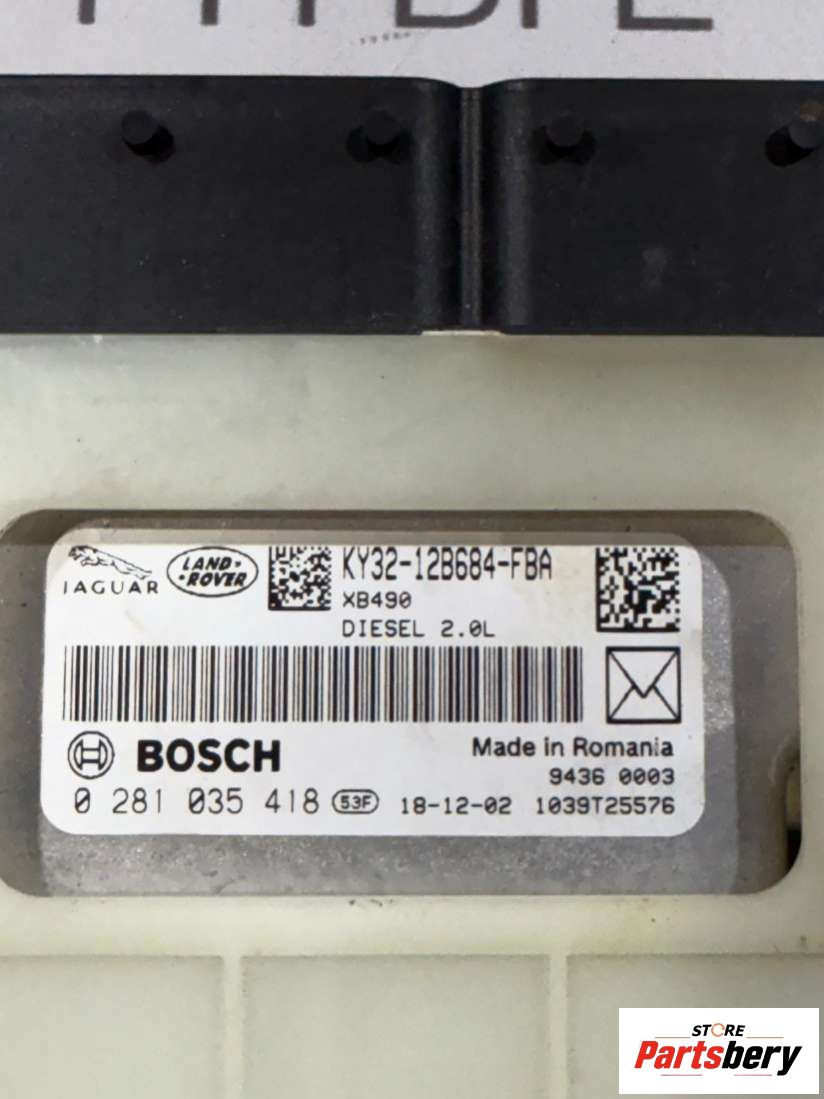 JAGUAR
LAND-
-ROVER
KY32-12B684-FBA
XB490
DIESEL 2.0L
BOSCH
Made in Romania
9436 0003
0 281 035 418 53F 18-12-02 1039T25576
STORE
Partsbery